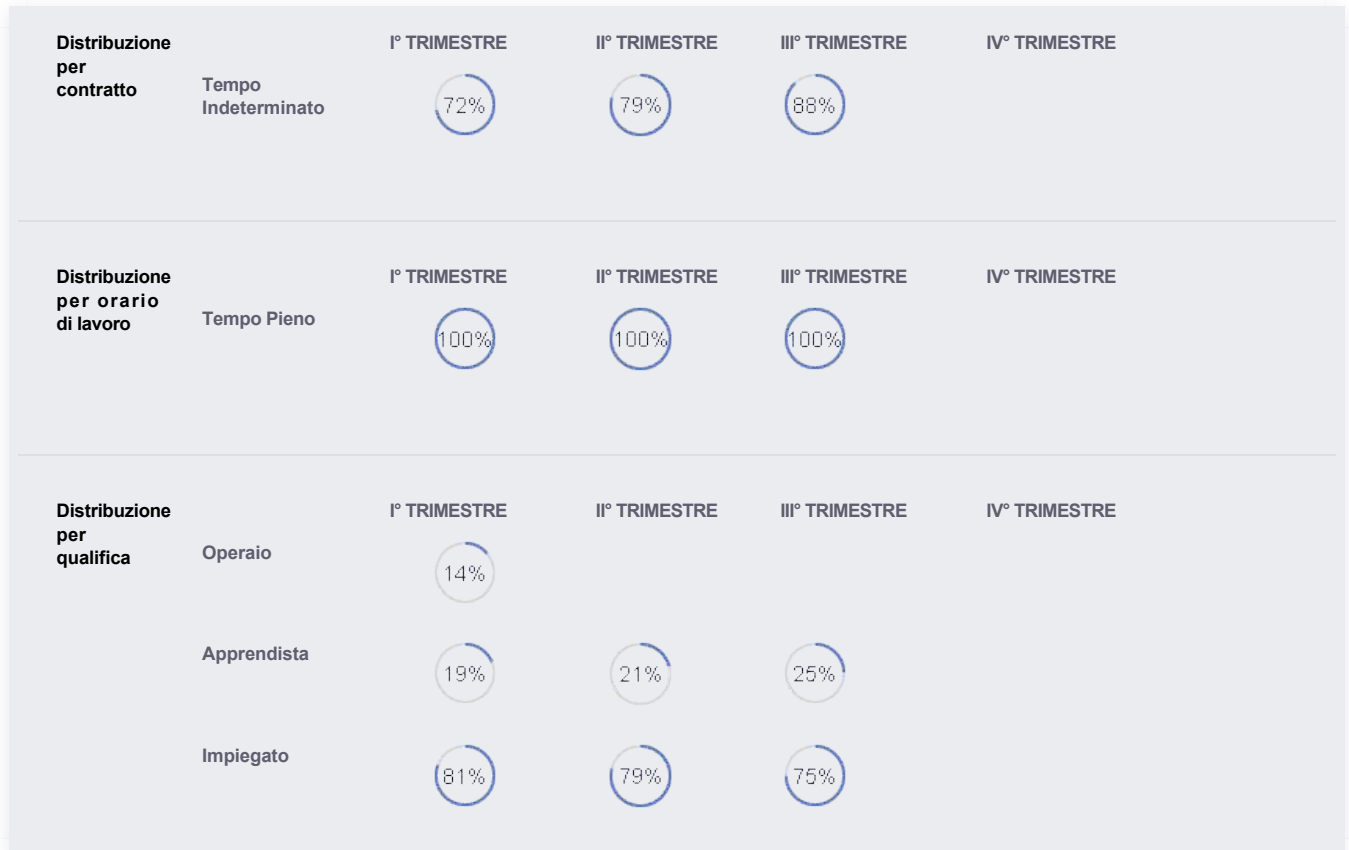 Distribuzione
per
contratto
I° TRIMESTRE
II° TRIMESTRE
III° TRIMESTRE
IV° TRIMESTRE
Tempo
Indeterminato
72%
79%
88%
Distribuzione
per orario
di lavoro
I° TRIMESTRE
II° TRIMESTRE
III° TRIMESTRE
IV° TRIMESTRE
Tempo Pieno
100%
100%
100%
Distribuzione
per
qualifica
I° TRIMESTRE
II° TRIMESTRE
III° TRIMESTRE
IV° TRIMESTRE
Operaio
14%
Apprendista
19%
21%
25%
Impiegato
81%
79%
75%